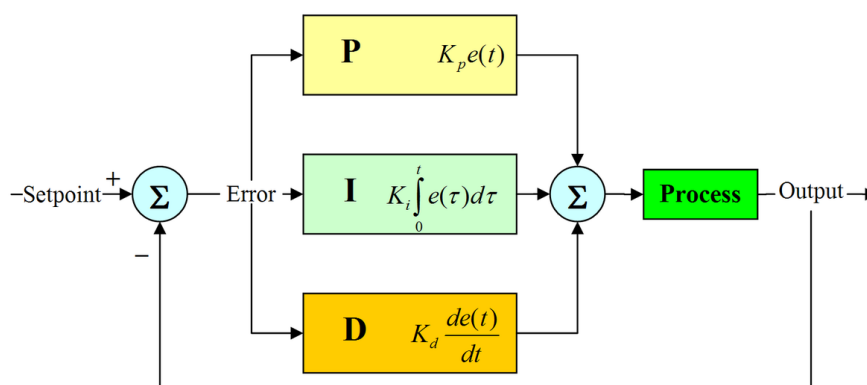 P K_p e(t)
Setpoint + Σ Error I K_i ∫_0^t e(τ)dτ Σ Process Output
−
D K_d de(t)/dt